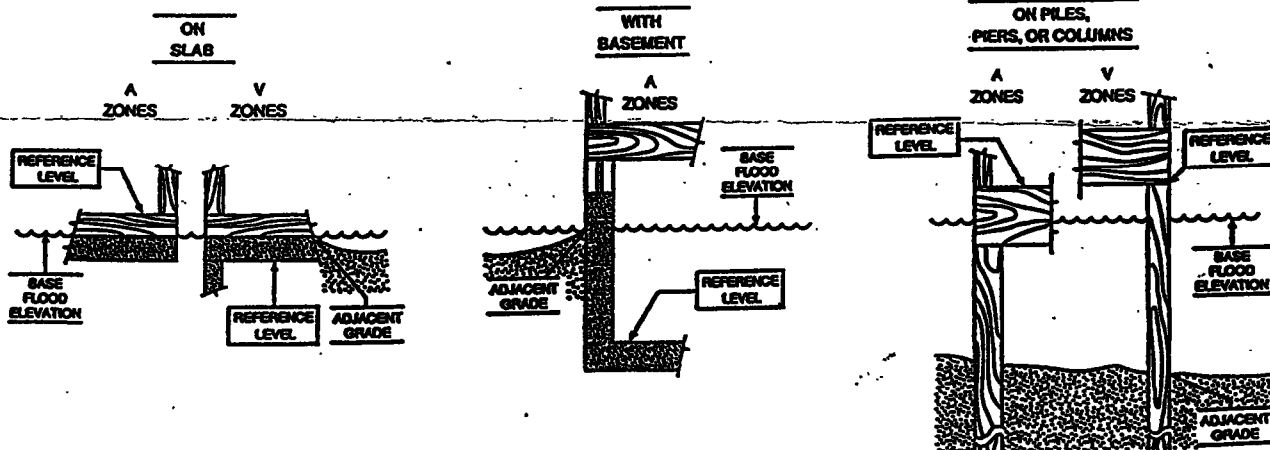 ON
SLAB
A
ZONES
V
ZONES
REFERENCE
LEVEL
BASE
FLOOD
ELEVATION
REFERENCE
LEVEL
ADJACENT
GRADE
WITH
BASEMENT
A
ZONES
BASE
FLOOD
ELEVATION
ADJACENT
GRADE
REFERENCE
LEVEL
ON PILES,
PIERS, OR COLUMNS
A
ZONES
V
ZONES
REFERENCE
LEVEL
REFERENCE
LEVEL
BASE
FLOOD
ELEVATION
ADJACENT
GRADE